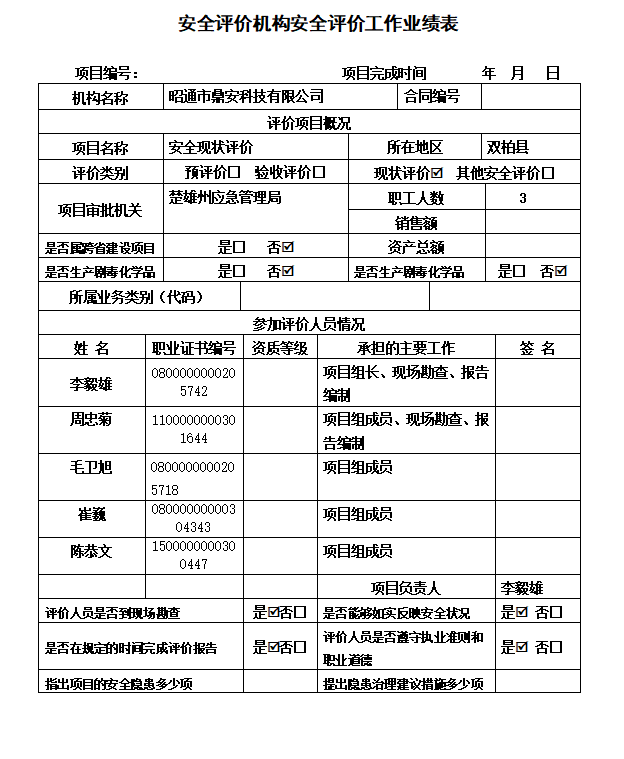 安全评价机构安全评价工作业绩表
项目编号： 项目完成时间 年 月 日
机构名称 昭通市鼎安科技有限公司 合同编号
评价项目概况
项目名称 安全现状评价 所在地区 双柏县
评价类别 预评价☐ 验收评价☐ 现状评价☑ 其他安全评价☐
项目审批机关 楚雄州应急管理局 职工人数 3
销售额
是否属跨省建设项目 是☐ 否☑ 资产总额
是否生产剧毒化学品 是☐ 否☑ 是否生产剧毒化学品 是☐ 否☑
所属业务类别（代码）
参加评价人员情况
姓 名 职业证书编号 资质等级 承担的主要工作 签 名
李毅雄 080000000020 项目组长、现场勘查、报告
5742 编制
周忠菊 110000000030 项目组成员、现场勘查、报
1644 告编制
毛卫旭 080000000020 项目组成员
5718
崔巍 080000000003 项目组成员
04343
陈恭文 150000000030 项目组成员
0447
项目负责人 李毅雄
评价人员是否到现场勘查 是☑否☐ 是否能够如实反映安全状况 是☑ 否☐
是否在规定的时间完成评价报告 是☑否☐ 评价人员是否遵守执业准则和 是☑ 否☐
职业道德
指出项目的安全隐患多少项 提出隐患治理建议措施多少项